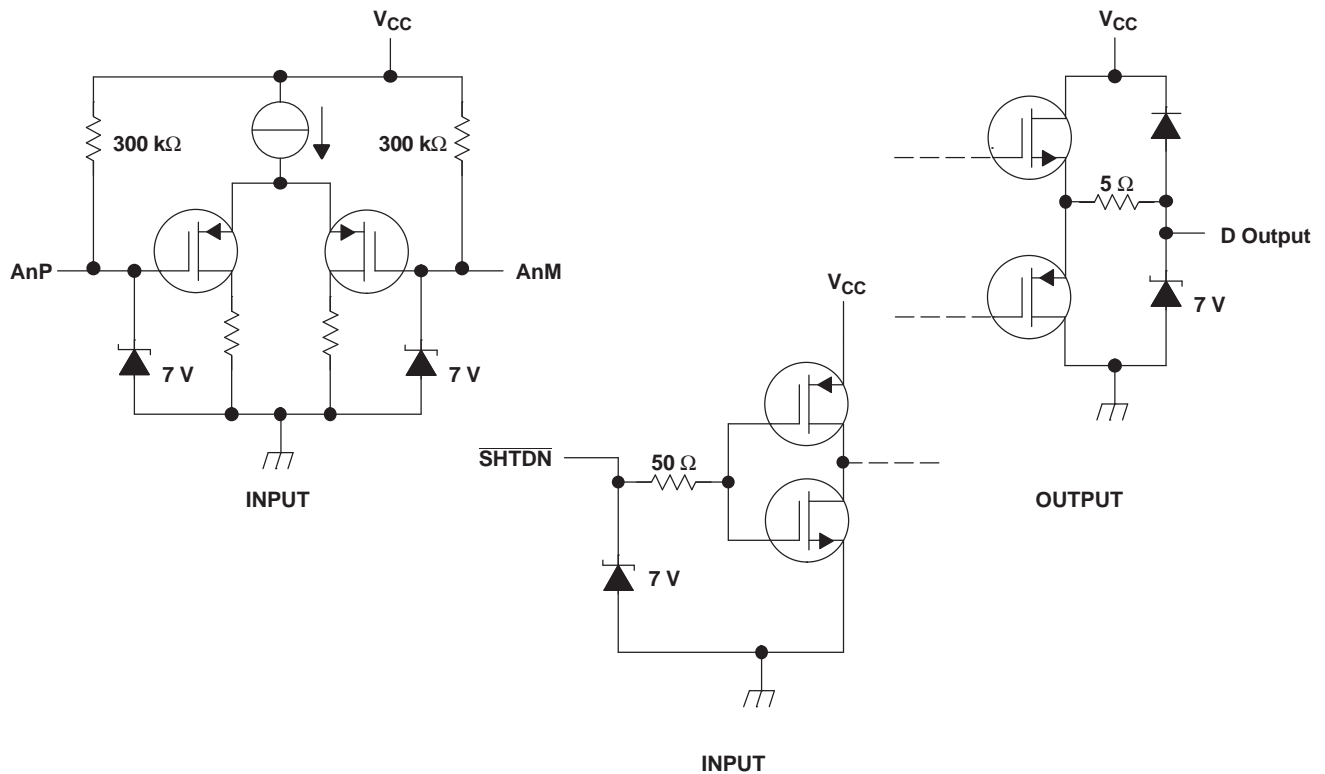 VCC
300 kΩ
300 kΩ
AnP
AnM
7 V
7 V
INPUT
VCC
SHTDN
50 Ω
7 V
INPUT
VCC
5 Ω
D Output
7 V
OUTPUT